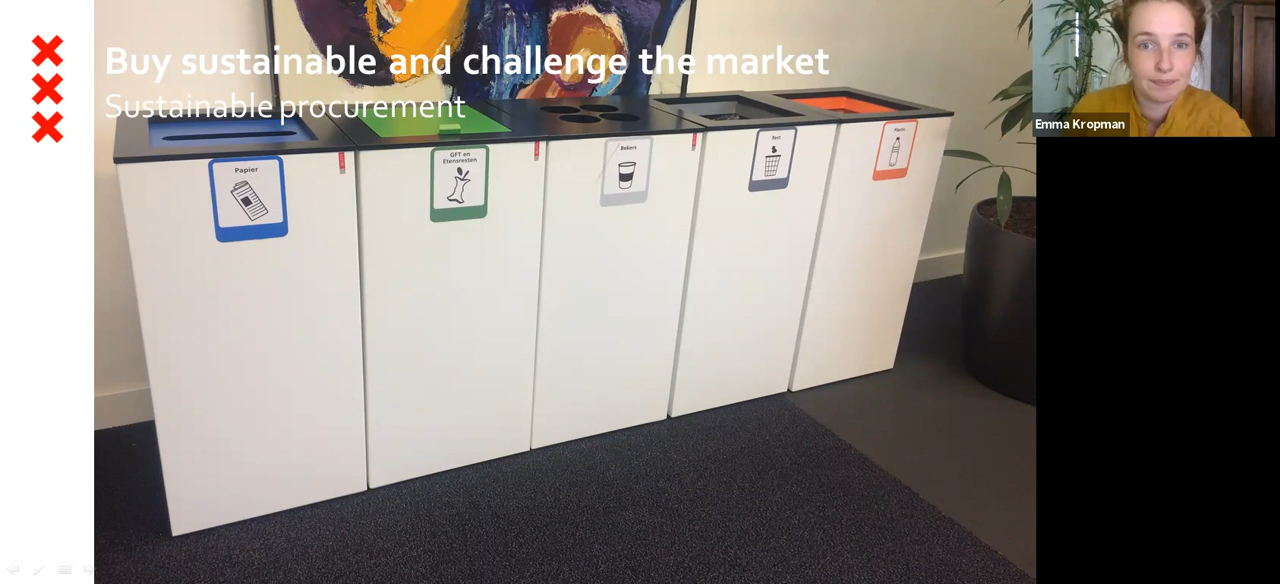 Buy sustainable and challenge the market
Sustainable procurement
Emma Kropman
Papier
GFT en
Etensresten
Bekers
Rest
Plastic